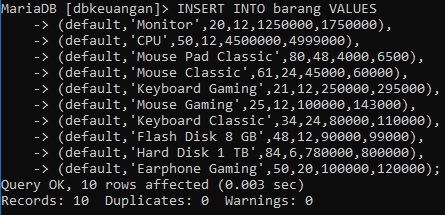 MariaDB [dbkeuangan]> INSERT INTO barang VALUES
-> (default,'Monitor',20,12,1250000,1750000),
-> (default,'CPU',50,12,4500000,4999000),
-> (default,'Mouse Pad Classic',80,48,4000,6500),
-> (default,'Mouse Classic',61,24,45000,60000),
-> (default,'Keyboard Gaming',21,12,250000,295000),
-> (default,'Mouse Gaming',25,12,100000,143000),
-> (default,'Keyboard Classic',34,24,80000,110000),
-> (default,'Flash Disk 8 GB',48,12,90000,99000),
-> (default,'Hard Disk 1 TB',84,6,780000,800000),
-> (default,'Earphone Gaming',50,20,100000,120000);
Query OK, 10 rows affected (0.003 sec)
Records: 10  Duplicates: 0  Warnings: 0